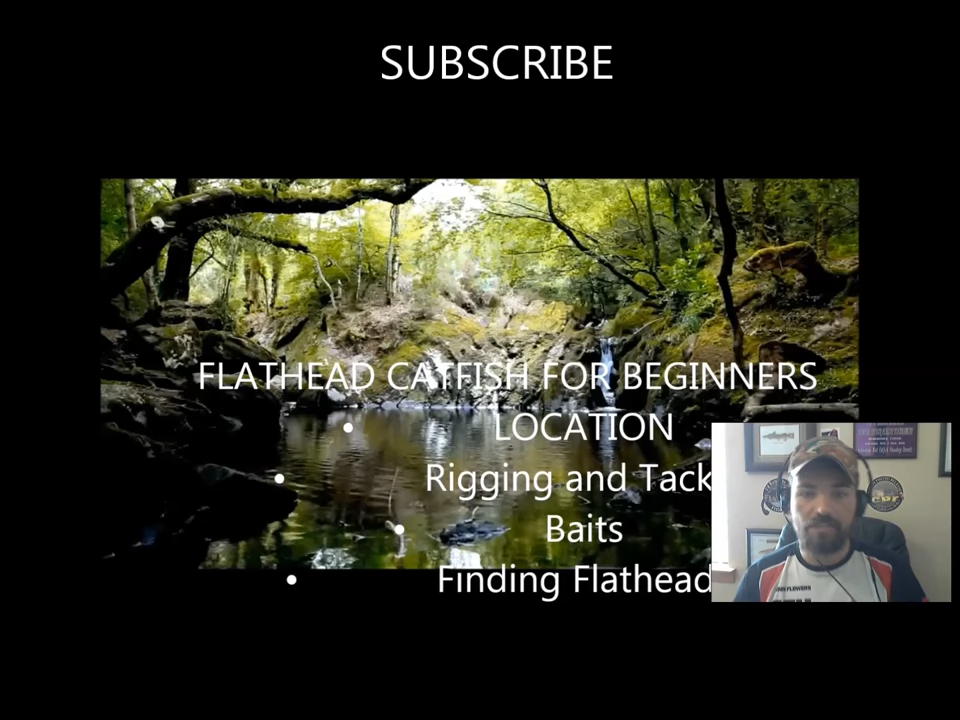 SUBSCRIBE
FLATHEAD CATFISH FOR BEGINNERS
• LOCATION
• Rigging and Tack
• Baits
• Finding Flathead